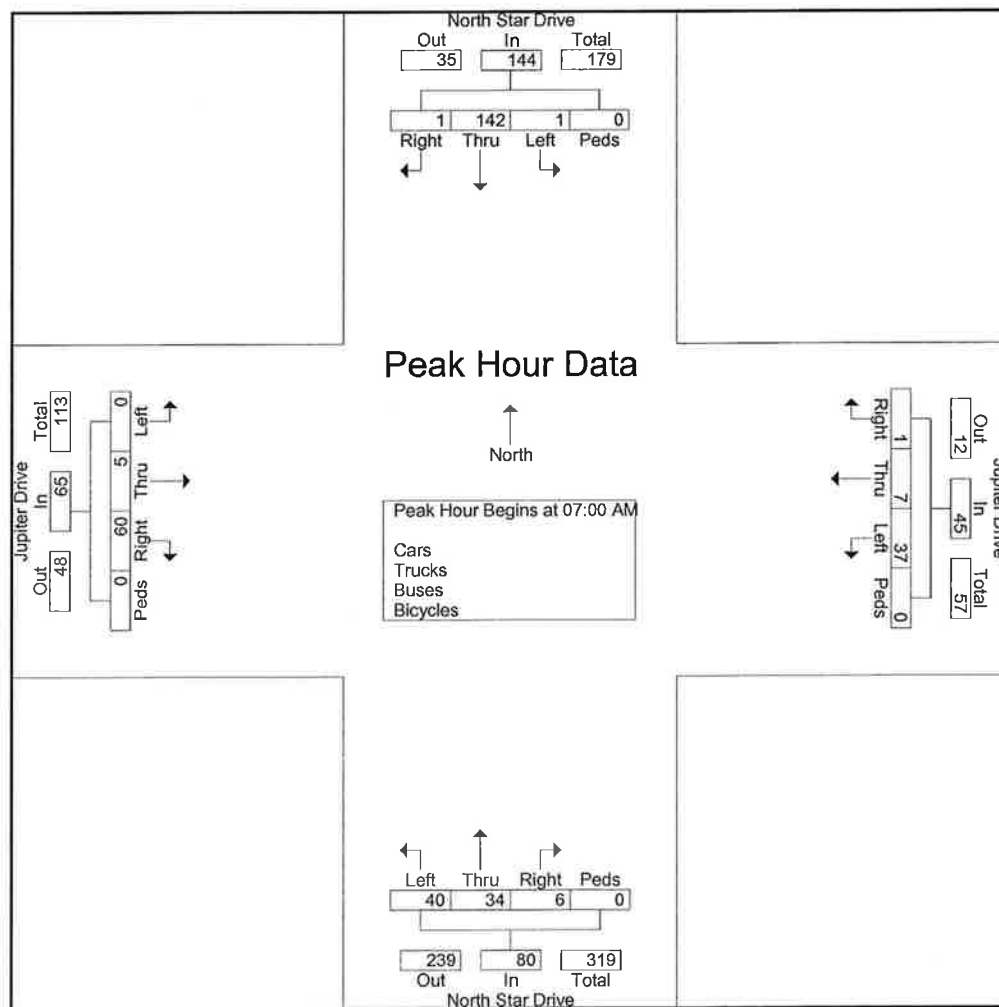 North Star Drive
Out In Total
35 144 179
1 142 1 0
Right Thru Left Peds
Peak Hour Data
North
Peak Hour Begins at 07:00 AM
Cars
Trucks
Buses
Bicycles
Jupiter Drive
Out In Total
48 65 113
0 5 60 0
Left Thru Right Peds
Jupiter Drive
Out In Total
12 45 57
1 7 37 0
Right Thru Left Peds
Left Thru Right Peds
40 34 6 0
239 80 319
Out In Total
North Star Drive